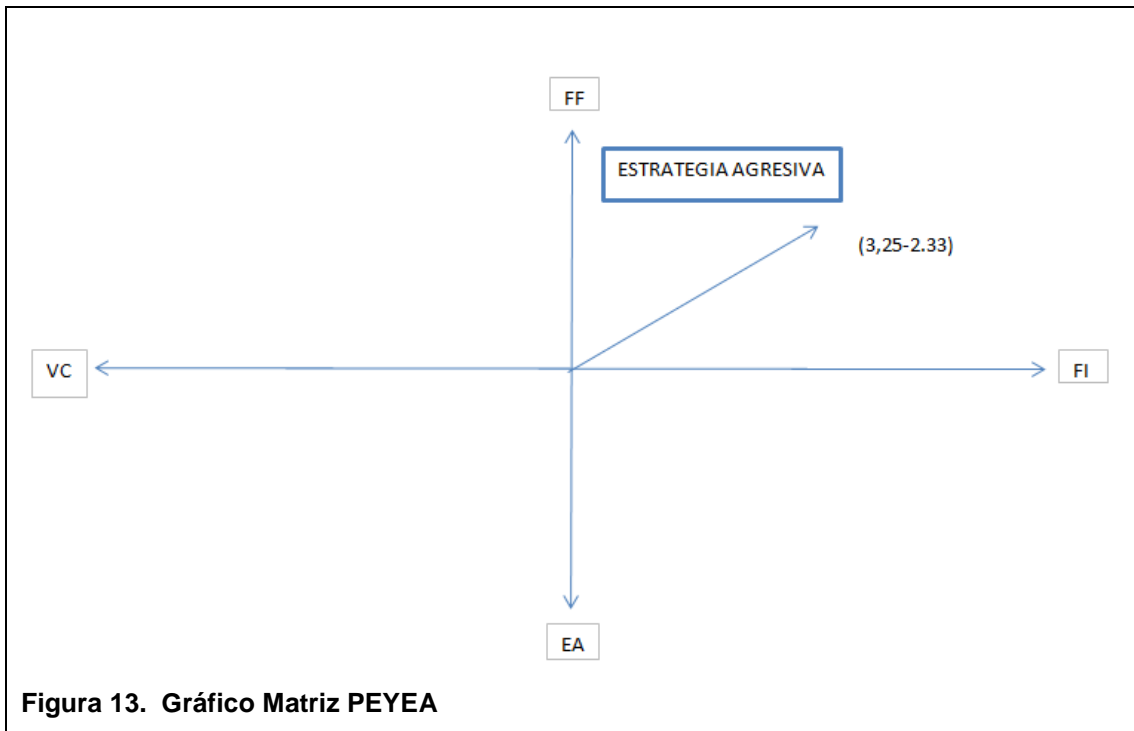 FF
ESTRATEGIA AGRESIVA
(3,25-2.33)
VC
FI
EA
Figura 13. Gráfico Matriz PEYEA